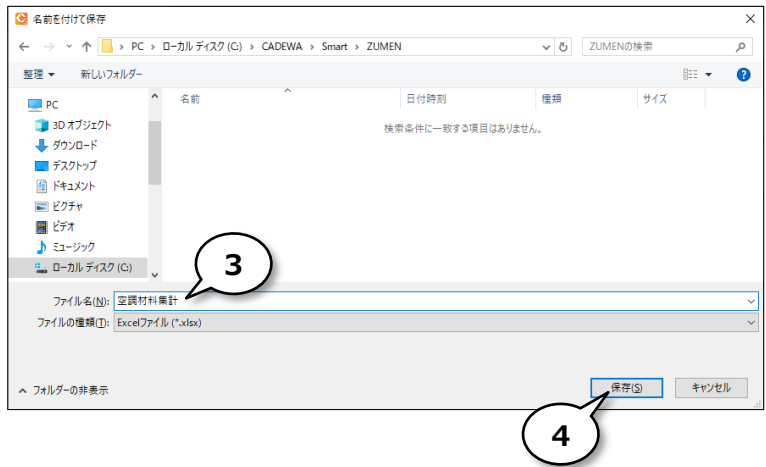 名前を付けて保存
PC › ローカル ディスク (C:) › CADEWA › Smart › ZUMEN
ZUMENの検索
整理 新しいフォルダー
名前 日付時刻 種類 サイズ
検索条件に一致する項目はありません。
PC
3D オブジェクト
ダウンロード
デスクトップ
ドキュメント
ピクチャ
ビデオ
ミュージック
ローカル ディスク (C:)
3
ファイル名(N): 空調材料集計
ファイルの種類(T): Excelファイル (*.xlsx)
フォルダーの非表示
保存(S) キャンセル
4